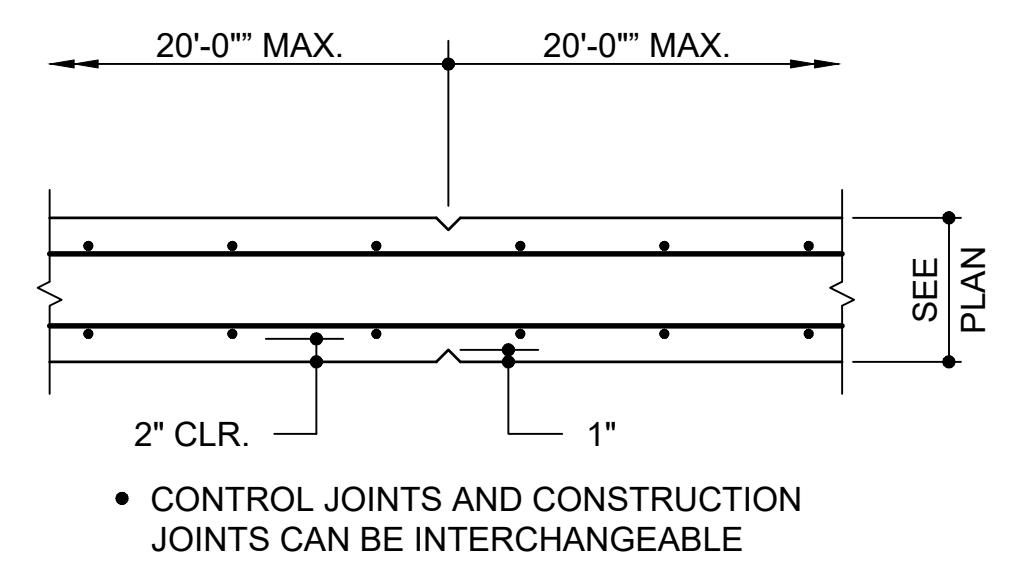 20'-0"” MAX.
20'-0"” MAX.
SEE
PLAN
2" CLR.
1"
• CONTROL JOINTS AND CONSTRUCTION
JOINTS CAN BE INTERCHANGEABLE